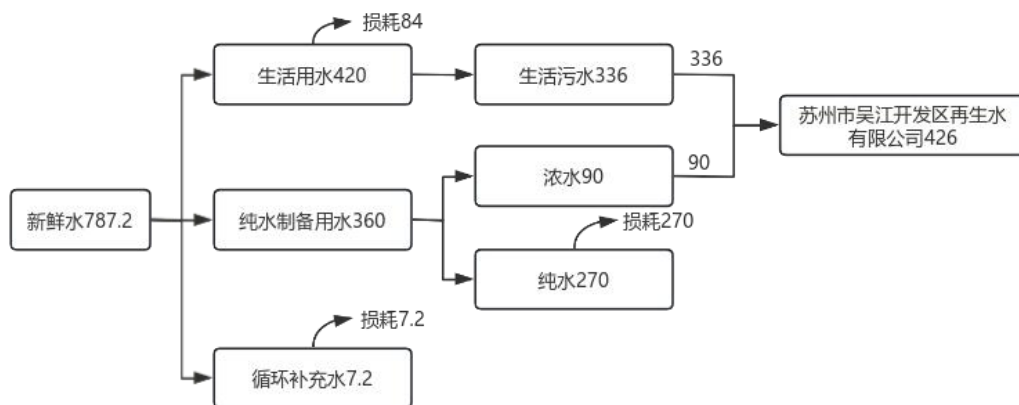 损耗84
生活用水420
生活污水336
336
苏州市吴江开发区再生水
有限公司426
浓水90
90
新鲜水787.2
纯水制备用水360
损耗270
纯水270
损耗7.2
循环补充水7.2